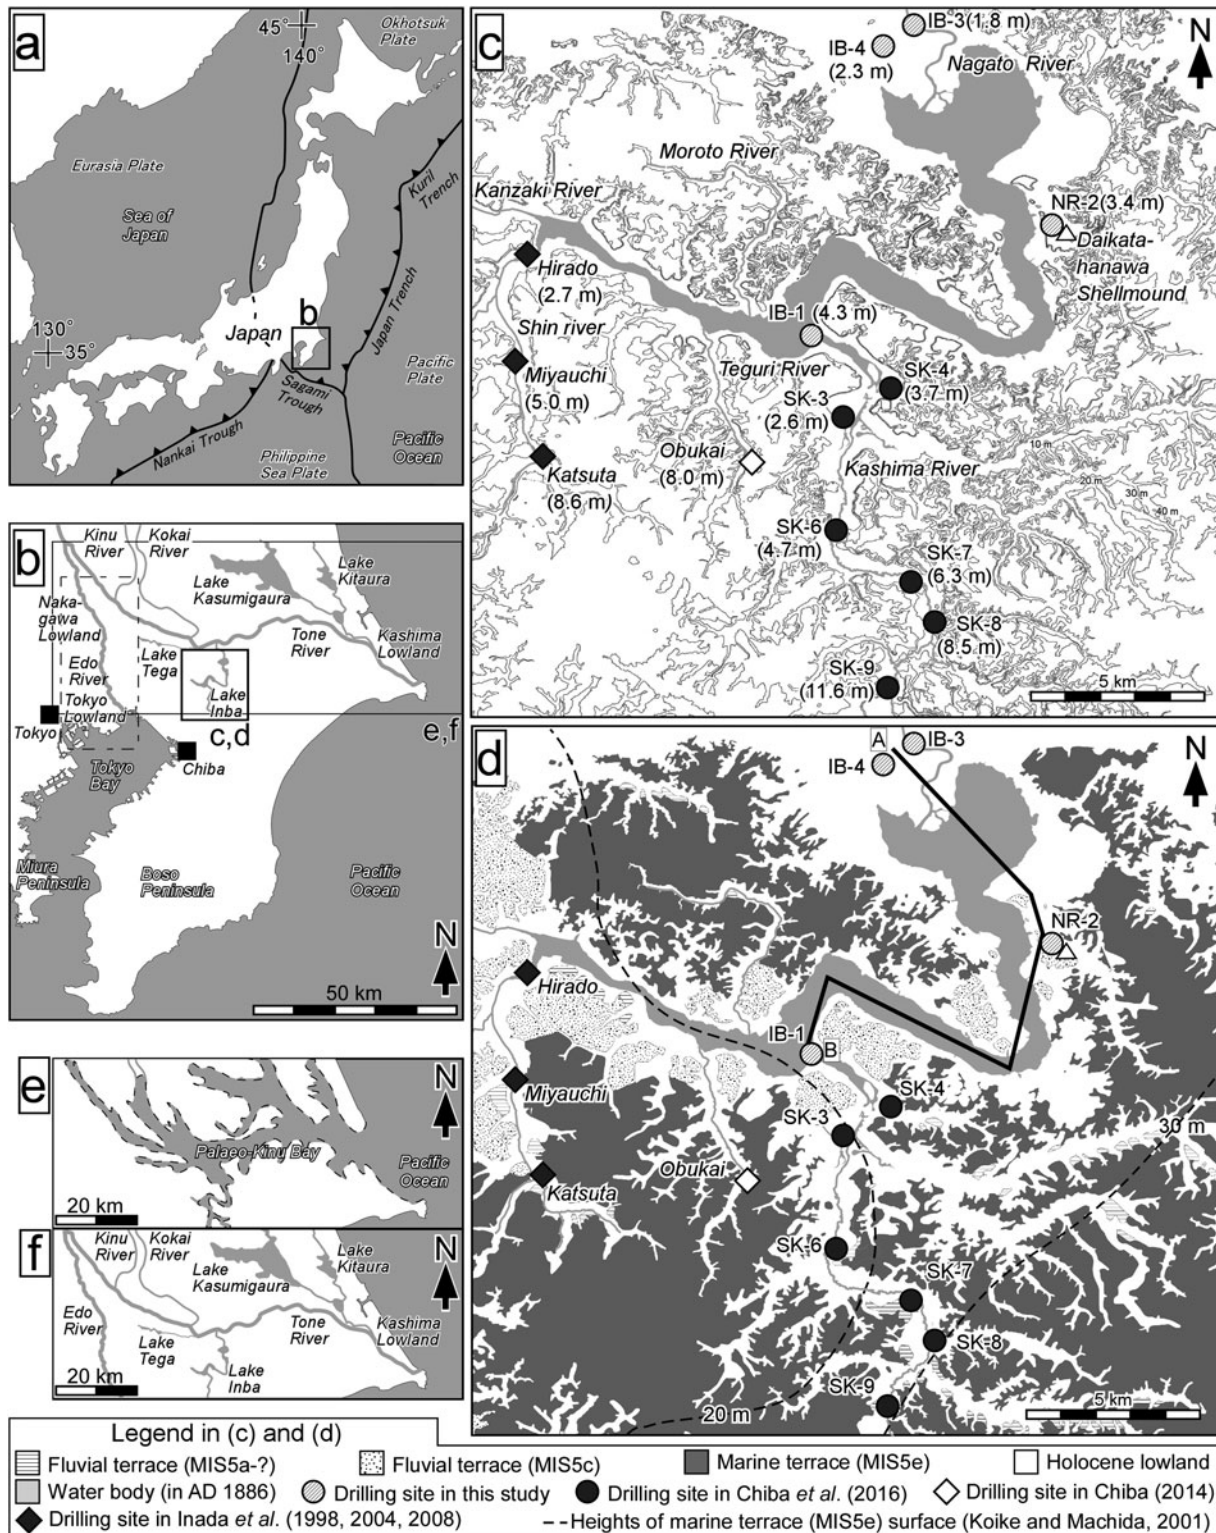 a
45°
140°
Okhotsuk
Plate
Eurasia Plate
Sea of
Japan
Kuril
Trench
130°
35°
Japan
b
Japan Trench
Pacific
Plate
Sagami
Trough
Nankai Trough
Philippine
Sea Plate
Pacific
Ocean
b
Kinu
River
Kokai
River
Lake
Kasumigaura
Lake
Kitaura
Naka-
gawa
Lowland
Edo
River
Lake
Tega
Tone
River
Kashima
Lowland
Tokyo
Lowland
Lake
Inba
Tokyo
c,d
e,f
Chiba
Tokyo
Bay
Miura
Peninsula
Boso
Peninsula
Pacific
Ocean
N
50 km
e
N
Palaeo-Kinu Bay
Pacific
Ocean
20 km
f
Kinu
River
Kokai
River
Lake
Kasumigaura
Lake
Kitaura
N
Edo
River
Lake
Tega
Tone
River
Kashima
Lowland
Lake
Inba
20 km
c
IB-3(1.8 m)
IB-4
(2.3 m)
Nagato River
N
Moroto River
Kanzaki River
NR-2(3.4 m)
Daikata-
hanawa
Shellmound
Hirado
(2.7 m)
Shin river
IB-1 (4.3 m)
Miyauchi
(5.0 m)
Teguri River
SK-4
(3.7 m)
SK-3
(2.6 m)
10 m
Katsuta
(8.6 m)
Obukai
(8.0 m)
Kashima River
20 m
30 m
40 m
SK-6
(4.7 m)
SK-7
(6.3 m)
SK-8
(8.5 m)
SK-9
(11.6 m)
5 km
d
A
IB-3
IB-4
N
NR-2
Hirado
IB-1
B
Miyauchi
SK-4
SK-3
30 m
Obukai
Katsuta
SK-6
SK-7
SK-8
SK-9
20 m
5 km
Legend in (c) and (d)
Fluvial terrace (MIS5a-?) Fluvial terrace (MIS5c) Marine terrace (MIS5e) Holocene lowland
Water body (in AD 1886) Drilling site in this study Drilling site in Chiba et al. (2016) Drilling site in Chiba (2014)
Drilling site in Inada et al. (1998, 2004, 2008) Heights of marine terrace (MIS5e) surface (Koike and Machida, 2001)